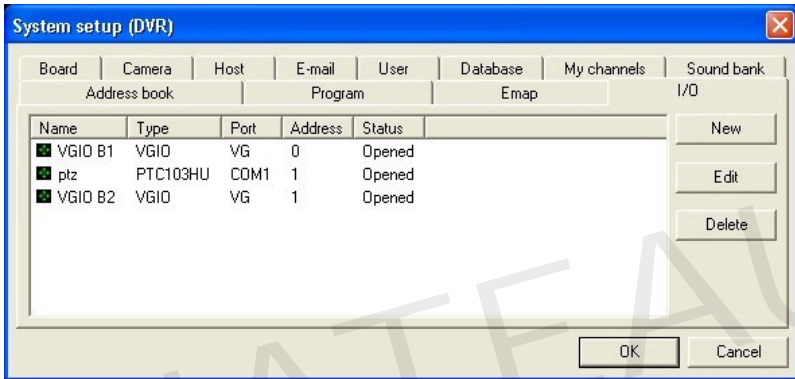 System setup (DVR)
Board Camera Host E-mail User Database My channels Sound bank
Address book Program Emap I/O
Name Type Port Address Status
VGIO B1 VGIO VG 0 Opened
ptz PTC103HU COM1 1 Opened
VGIO B2 VGIO VG 1 Opened
New
Edit
Delete
OK Cancel